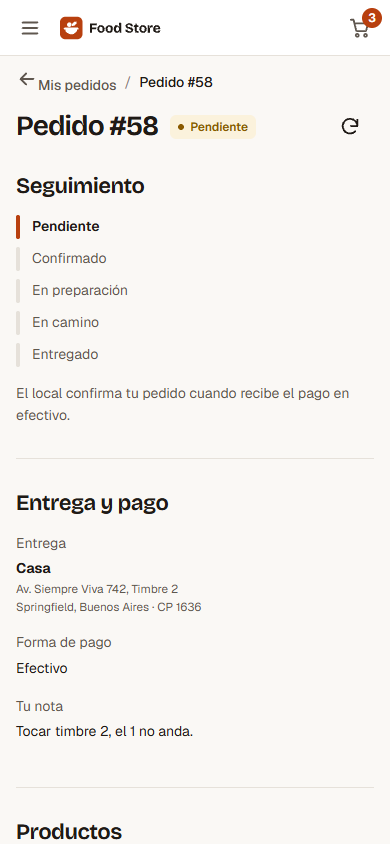 Food Store
3
Mis pedidos / Pedido #58
Pedido #58
Pendiente
Seguimiento
Pendiente
Confirmado
En preparación
En camino
Entregado
El local confirma tu pedido cuando recibe el pago en
efectivo.
Entrega y pago
Entrega
Casa
Av. Siempre Viva 742, Timbre 2
Springfield, Buenos Aires · CP 1636
Forma de pago
Efectivo
Tu nota
Tocar timbre 2, el 1 no anda.
Productos